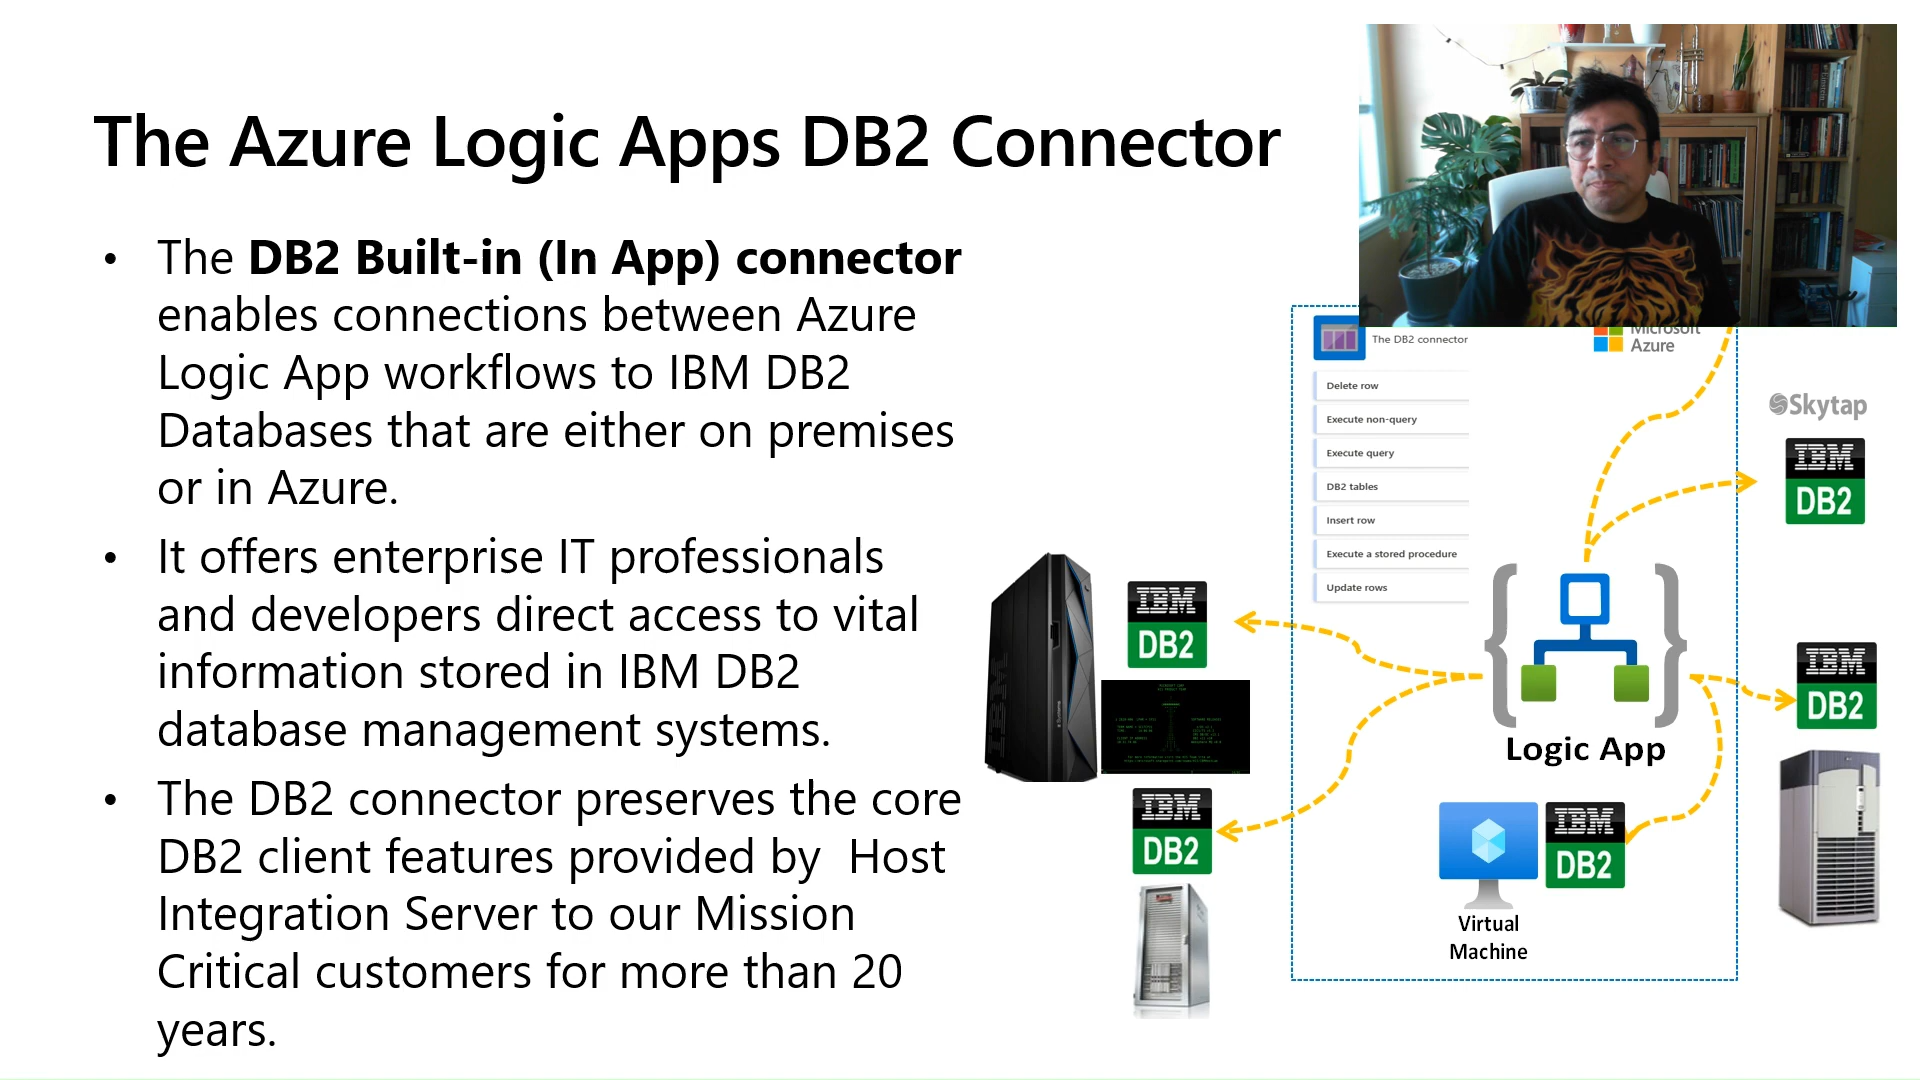 The Azure Logic Apps DB2 Connector
• The DB2 Built-in (In App) connector
enables connections between Azure
Logic App workflows to IBM DB2
Databases that are either on premises
or in Azure.
• It offers enterprise IT professionals
and developers direct access to vital
information stored in IBM DB2
database management systems.
• The DB2 connector preserves the core
DB2 client features provided by  Host
Integration Server to our Mission
Critical customers for more than 20
years.
The DB2 connector
Delete row
Execute non-query
Execute query
DB2 tables
Insert row
Execute a stored procedure
Update rows
Microsoft
Azure
Skytap
IBM
DB2
IBM
DB2
IBM
DB2
IBM
DB2
IBM
DB2
IBM
Logic App
Virtual
Machine